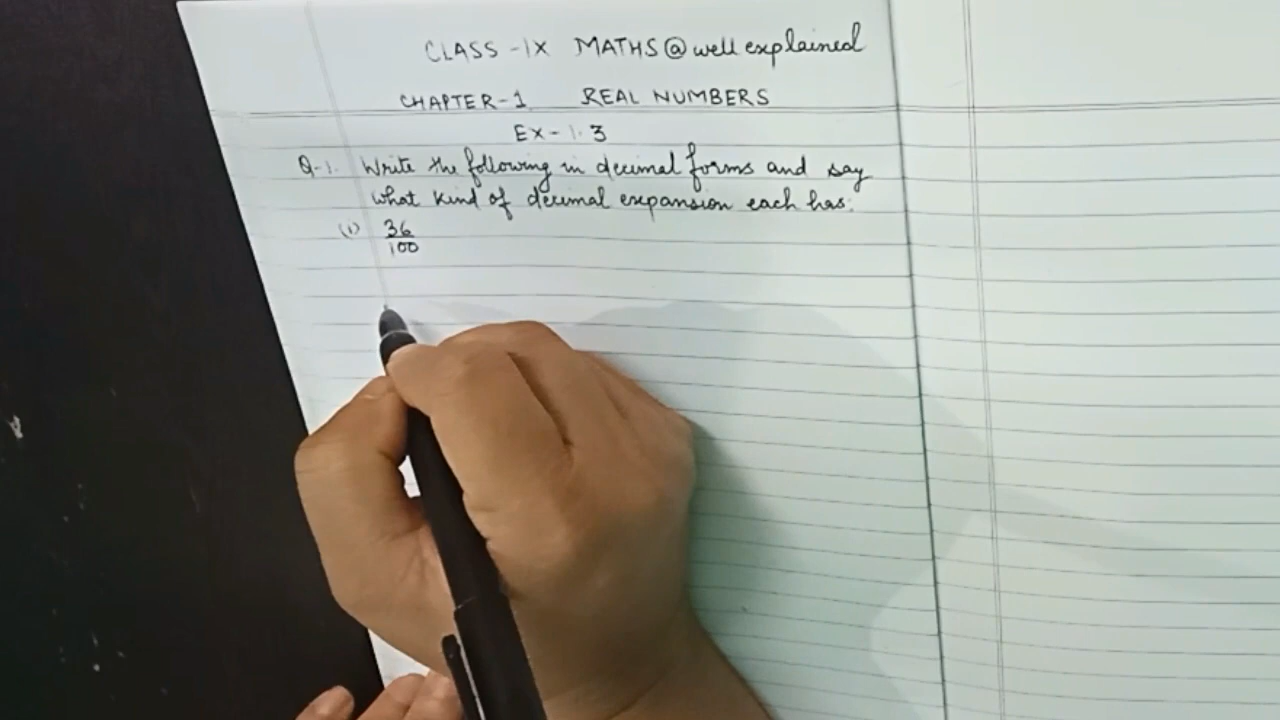 CLASS -IX MATHS@well explained
CHAPTER-1 REAL NUMBERS
EX-1.3
Q-1. Write the following in decimal forms and say
what kind of decimal expansion each has:
(i) 36
100